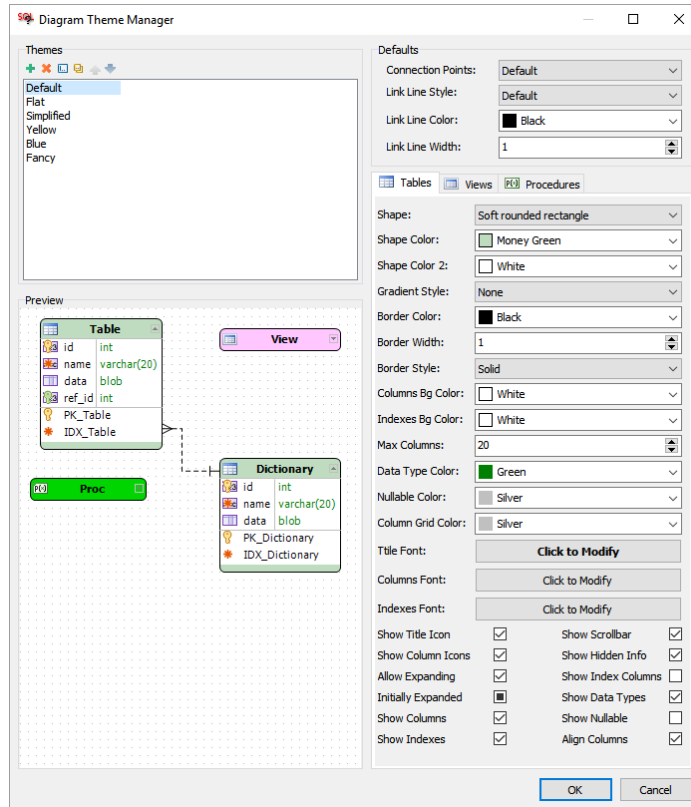 Diagram Theme Manager
Themes
Default
Flat
Simplified
Yellow
Blue
Fancy
Preview
Table
id int
name varchar(20)
data blob
ref_id int
PK_Table
IDX_Table
View
P(x) Proc
Dictionary
id int
name varchar(20)
data blob
PK_Dictionary
IDX_Dictionary
Defaults
Connection Points: Default
Link Line Style: Default
Link Line Color: Black
Link Line Width: 1
Tables Views Procedures
Shape: Soft rounded rectangle
Shape Color: Money Green
Shape Color 2: White
Gradient Style: None
Border Color: Black
Border Width: 1
Border Style: Solid
Columns Bg Color: White
Indexes Bg Color: White
Max Columns: 20
Data Type Color: Green
Nullable Color: Silver
Column Grid Color: Silver
Ttile Font: Click to Modify
Columns Font: Click to Modify
Indexes Font: Click to Modify
Show Title Icon Show Scrollbar
Show Column Icons Show Hidden Info
Allow Expanding Show Index Columns
Initially Expanded Show Data Types
Show Columns Show Nullable
Show Indexes Align Columns
OK Cancel